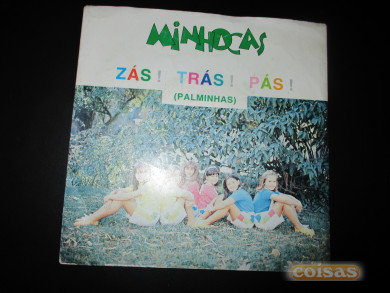 MiNHOCAS
ZÁS! TRÁS! PÁS!
(PALMINHAS)
coisas